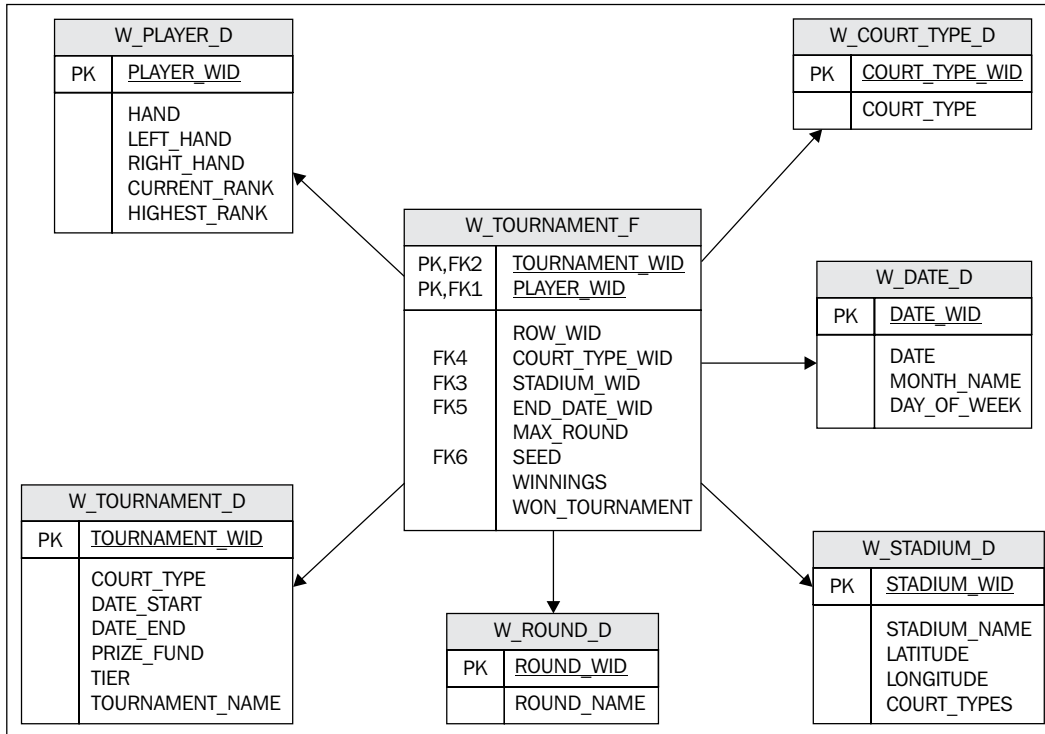 W_PLAYER_D
PK PLAYER_WID
HAND
LEFT_HAND
RIGHT_HAND
CURRENT_RANK
HIGHEST_RANK
W_COURT_TYPE_D
PK COURT_TYPE_WID
COURT_TYPE
W_TOURNAMENT_F
PK,FK2 TOURNAMENT_WID
PK,FK1 PLAYER_WID
ROW_WID
FK4 COURT_TYPE_WID
FK3 STADIUM_WID
FK5 END_DATE_WID
MAX_ROUND
FK6 SEED
WINNINGS
WON_TOURNAMENT
W_DATE_D
PK DATE_WID
DATE
MONTH_NAME
DAY_OF_WEEK
W_TOURNAMENT_D
PK TOURNAMENT_WID
COURT_TYPE
DATE_START
DATE_END
PRIZE_FUND
TIER
TOURNAMENT_NAME
W_ROUND_D
PK ROUND_WID
ROUND_NAME
W_STADIUM_D
PK STADIUM_WID
STADIUM_NAME
LATITUDE
LONGITUDE
COURT_TYPES